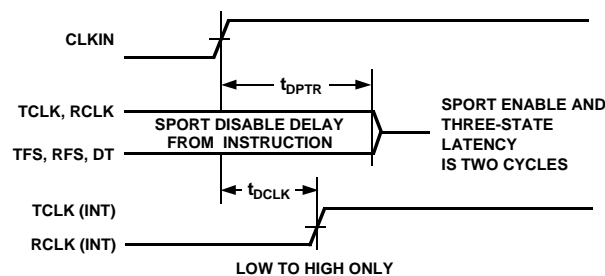 CLKIN
tDPTR
TCLK, RCLK
SPORT DISABLE DELAY
FROM INSTRUCTION
TFS, RFS, DT
SPORT ENABLE AND
THREE-STATE
LATENCY
IS TWO CYCLES
tDCLK
TCLK (INT)
RCLK (INT)
LOW TO HIGH ONLY